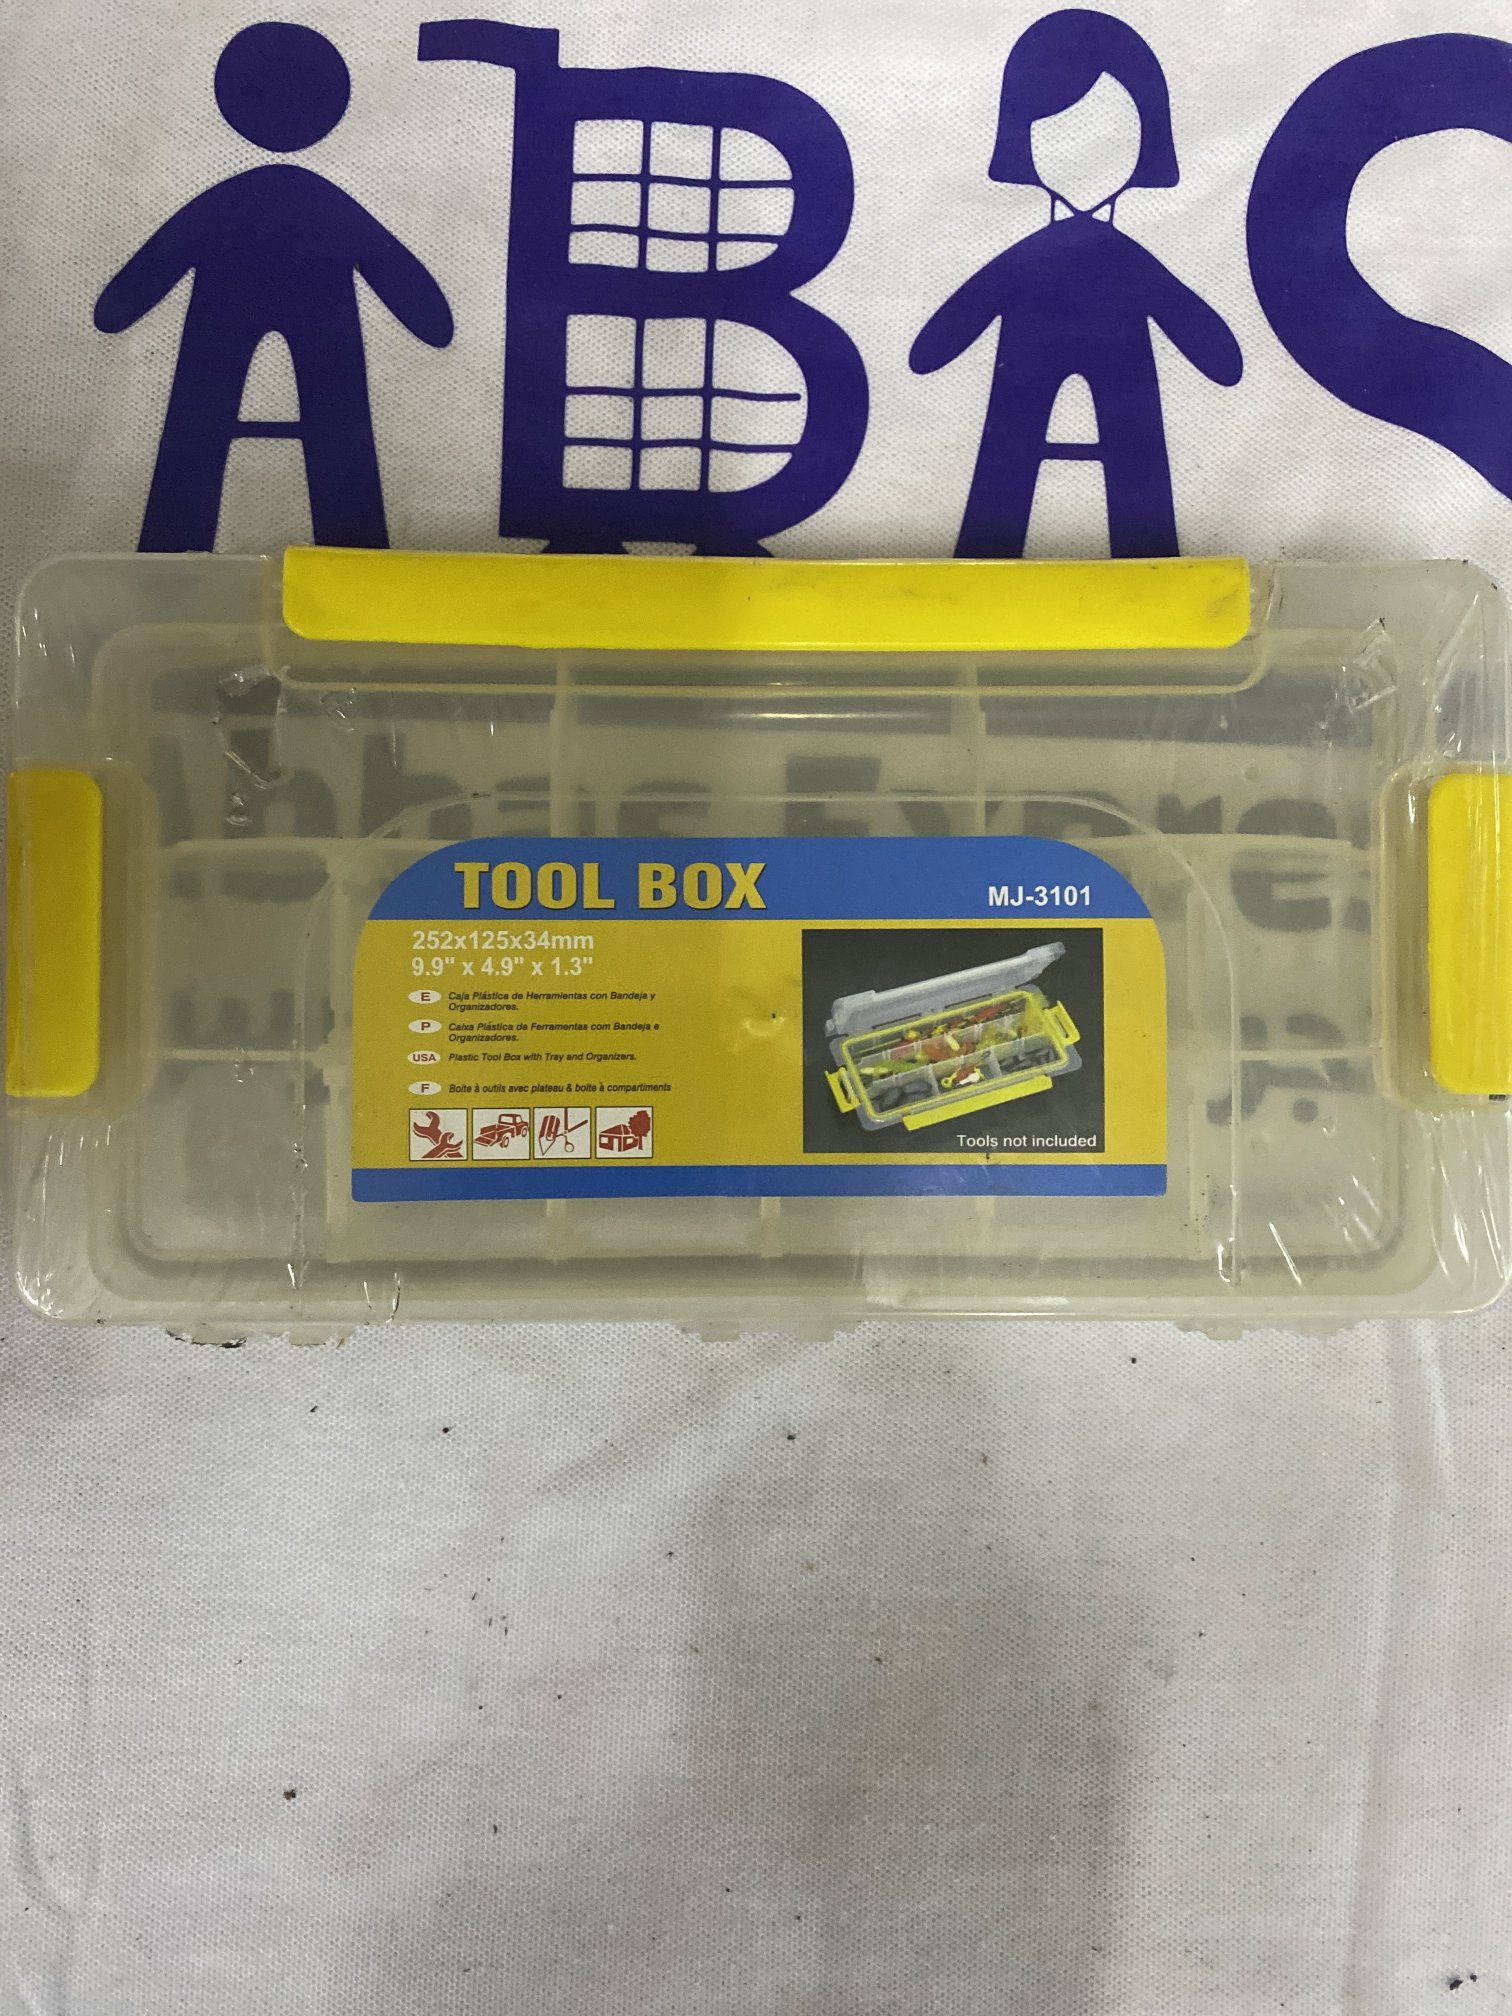 ABAS
TOOL BOX
MJ-3101
252x125x34mm
9.9" x 4.9" x 1.3"
E Caja Plástica de Herramientas con Bandeja y
Organizadores.
P Caixa Plástica de Ferramentas com Bandeja e
Organizadores.
USA Plastic Tool Box with Tray and Organizers.
F Boite à outils avec plateau & boite à compartiments
Tools not included